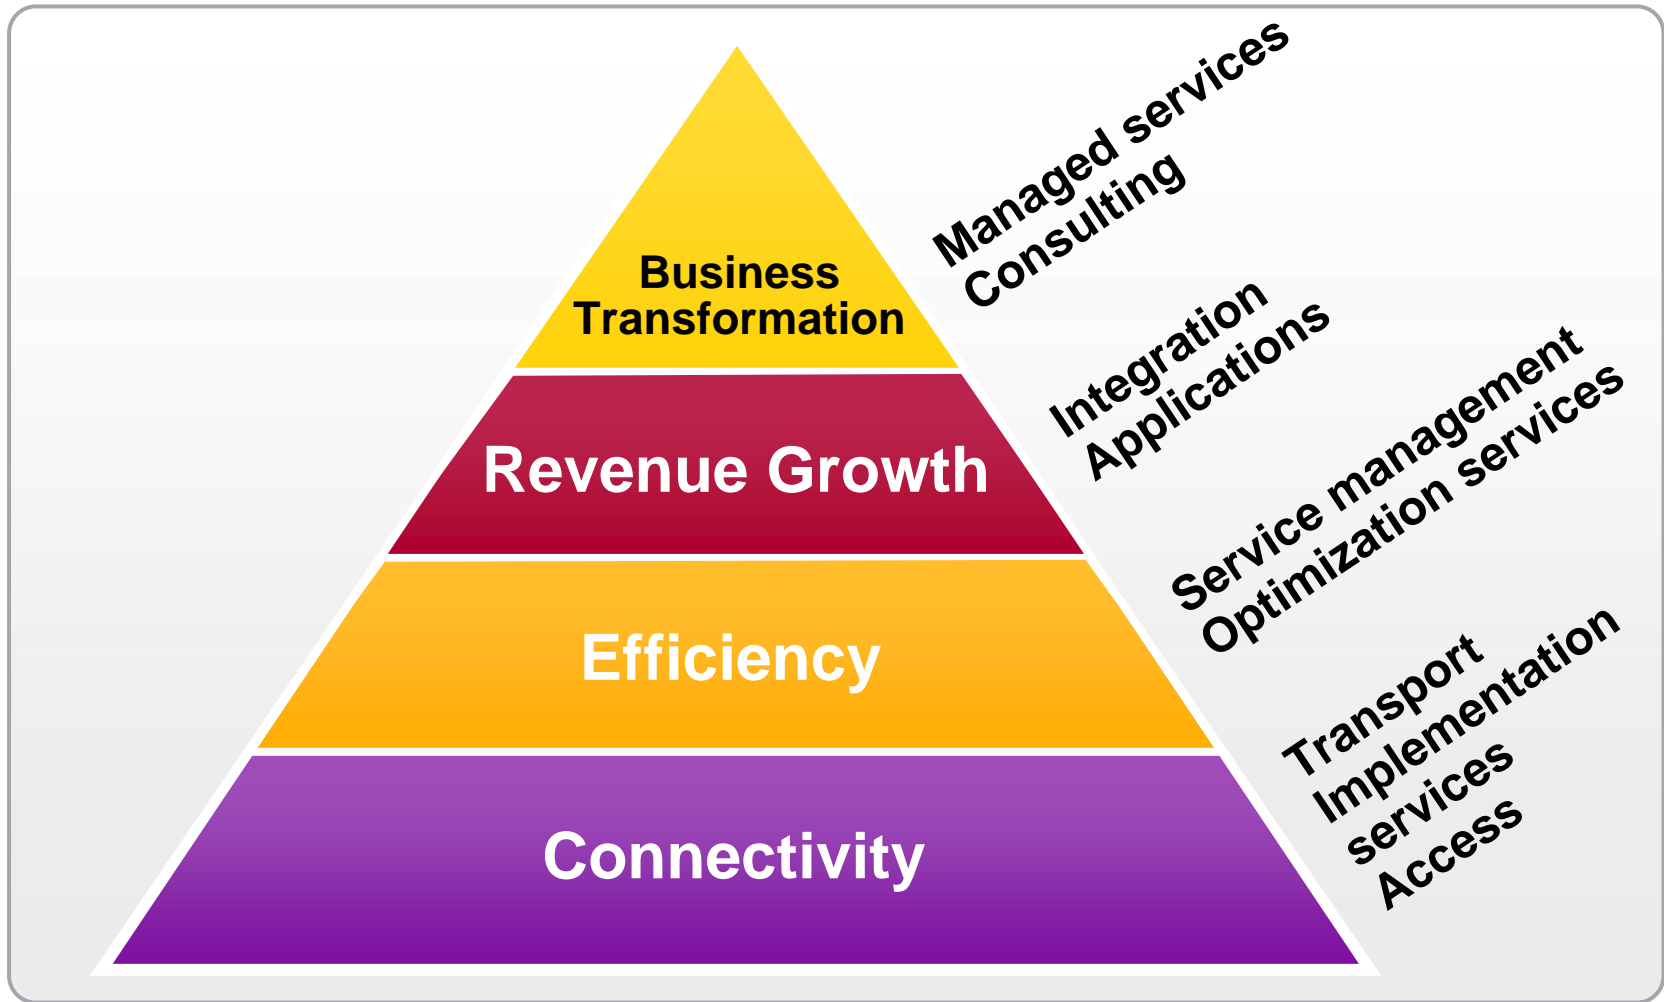 Business
Transformation
Managed services
Consulting
Revenue Growth
Integration
Applications
Efficiency
Service management
Optimization services
Connectivity
Transport
Implementation
services
Access